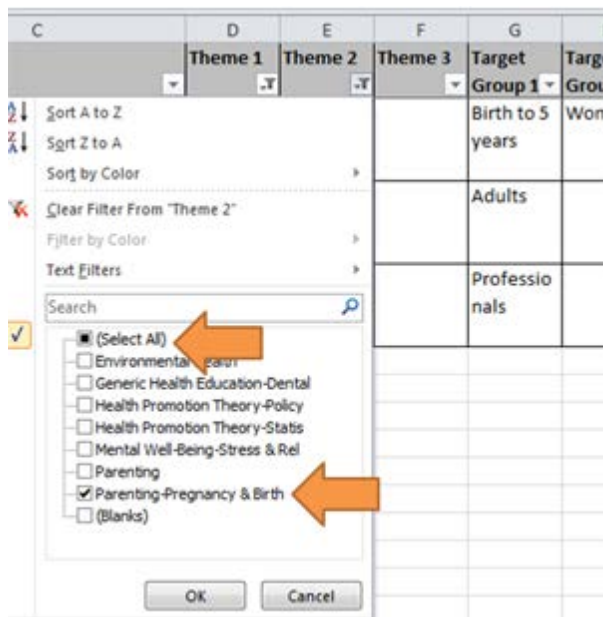 C D E F G
Theme 1 Theme 2 Theme 3 Target Targ
Group 1 Grou
Sort A to Z
Sort Z to A
Sort by Color
Clear Filter From "Theme 2"
Filter by Color
Text Filters
Search
(Select All)
Environmental Health
Generic Health Education-Dental
Health Promotion Theory-Policy
Health Promotion Theory-Statis
Mental Well-Being-Stress & Rel
Parenting
Parenting-Pregnancy & Birth
(Blanks)
OK Cancel
Birth to 5 Wom
years
Adults
Professio
nals